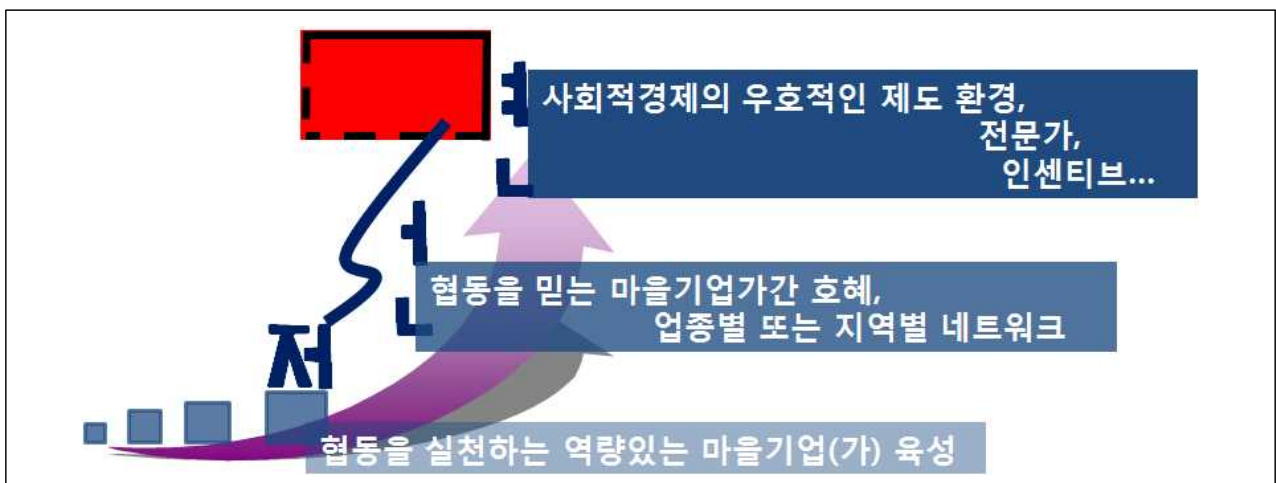 사회적경제의 우호적인 제도 환경,
전문가,
인센티브...
협동을 믿는 마을기업가간 호혜,
업종별 또는 지역별 네트워크
협동을 실천하는 역량있는 마을기업(가) 육성